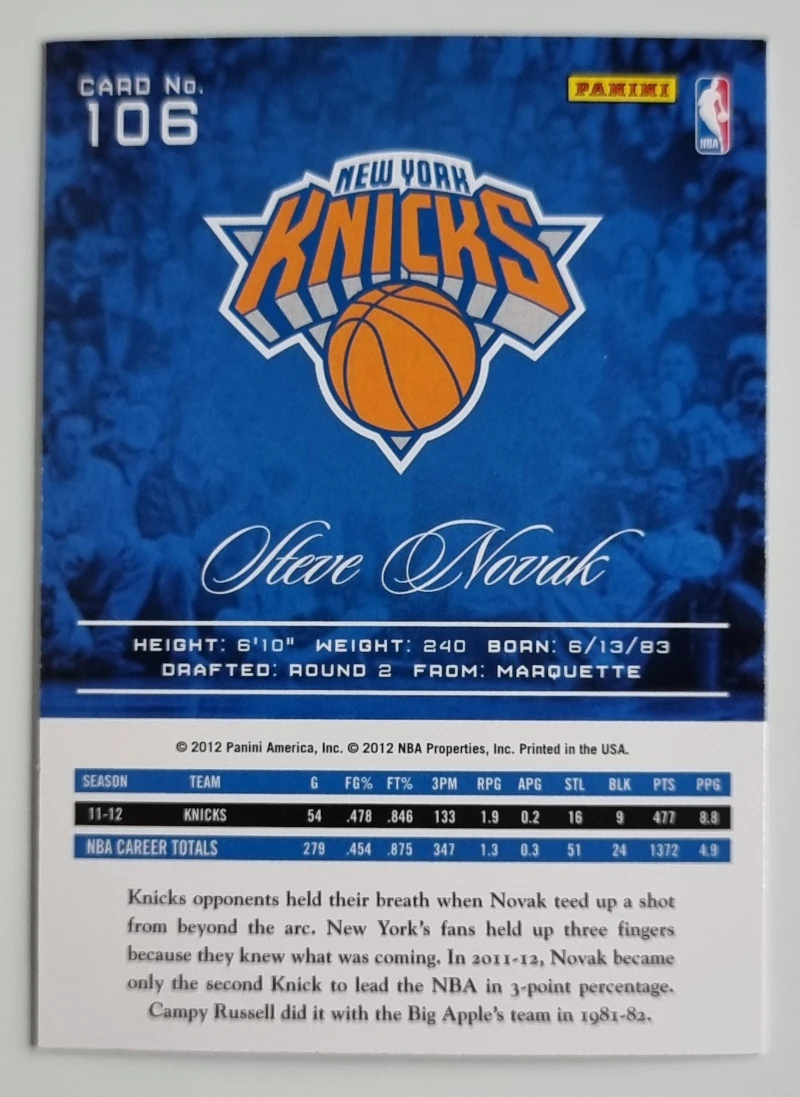 CARD No.
106
PANINI
NBA
NEW YORK
KNICKS
Steve Novak
HEIGHT: 6'10" WEIGHT: 240 BORN: 6/13/83
DRAFTED: ROUND 2 FROM: MARQUETTE
© 2012 Panini America, Inc. © 2012 NBA Properties, Inc. Printed in the USA.
SEASON TEAM G FG% FT% 3PM RPG APG STL BLK PTS PPG
11-12 KNICKS 54 .478 .846 133 1.9 0.2 16 9 477 8.8
NBA CAREER TOTALS 279 .454 .875 347 1.3 0.3 51 24 1372 4.9
Knicks opponents held their breath when Novak teed up a shot
from beyond the arc. New York's fans held up three fingers
because they knew what was coming. In 2011-12, Novak became
only the second Knick to lead the NBA in 3-point percentage.
Campy Russell did it with the Big Apple's team in 1981-82.